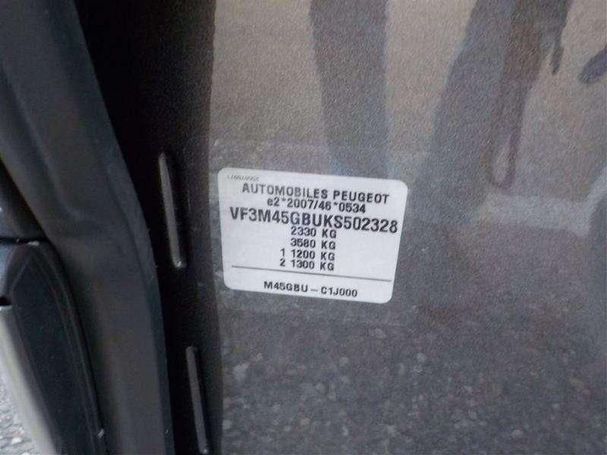 AUTOMOBILES PEUGEOT
e2*2007/46*0534
VF3M45GBUKS502328
2330 KG
3580 KG
1 1200 KG
2 1300 KG
M45GBU - C1J000